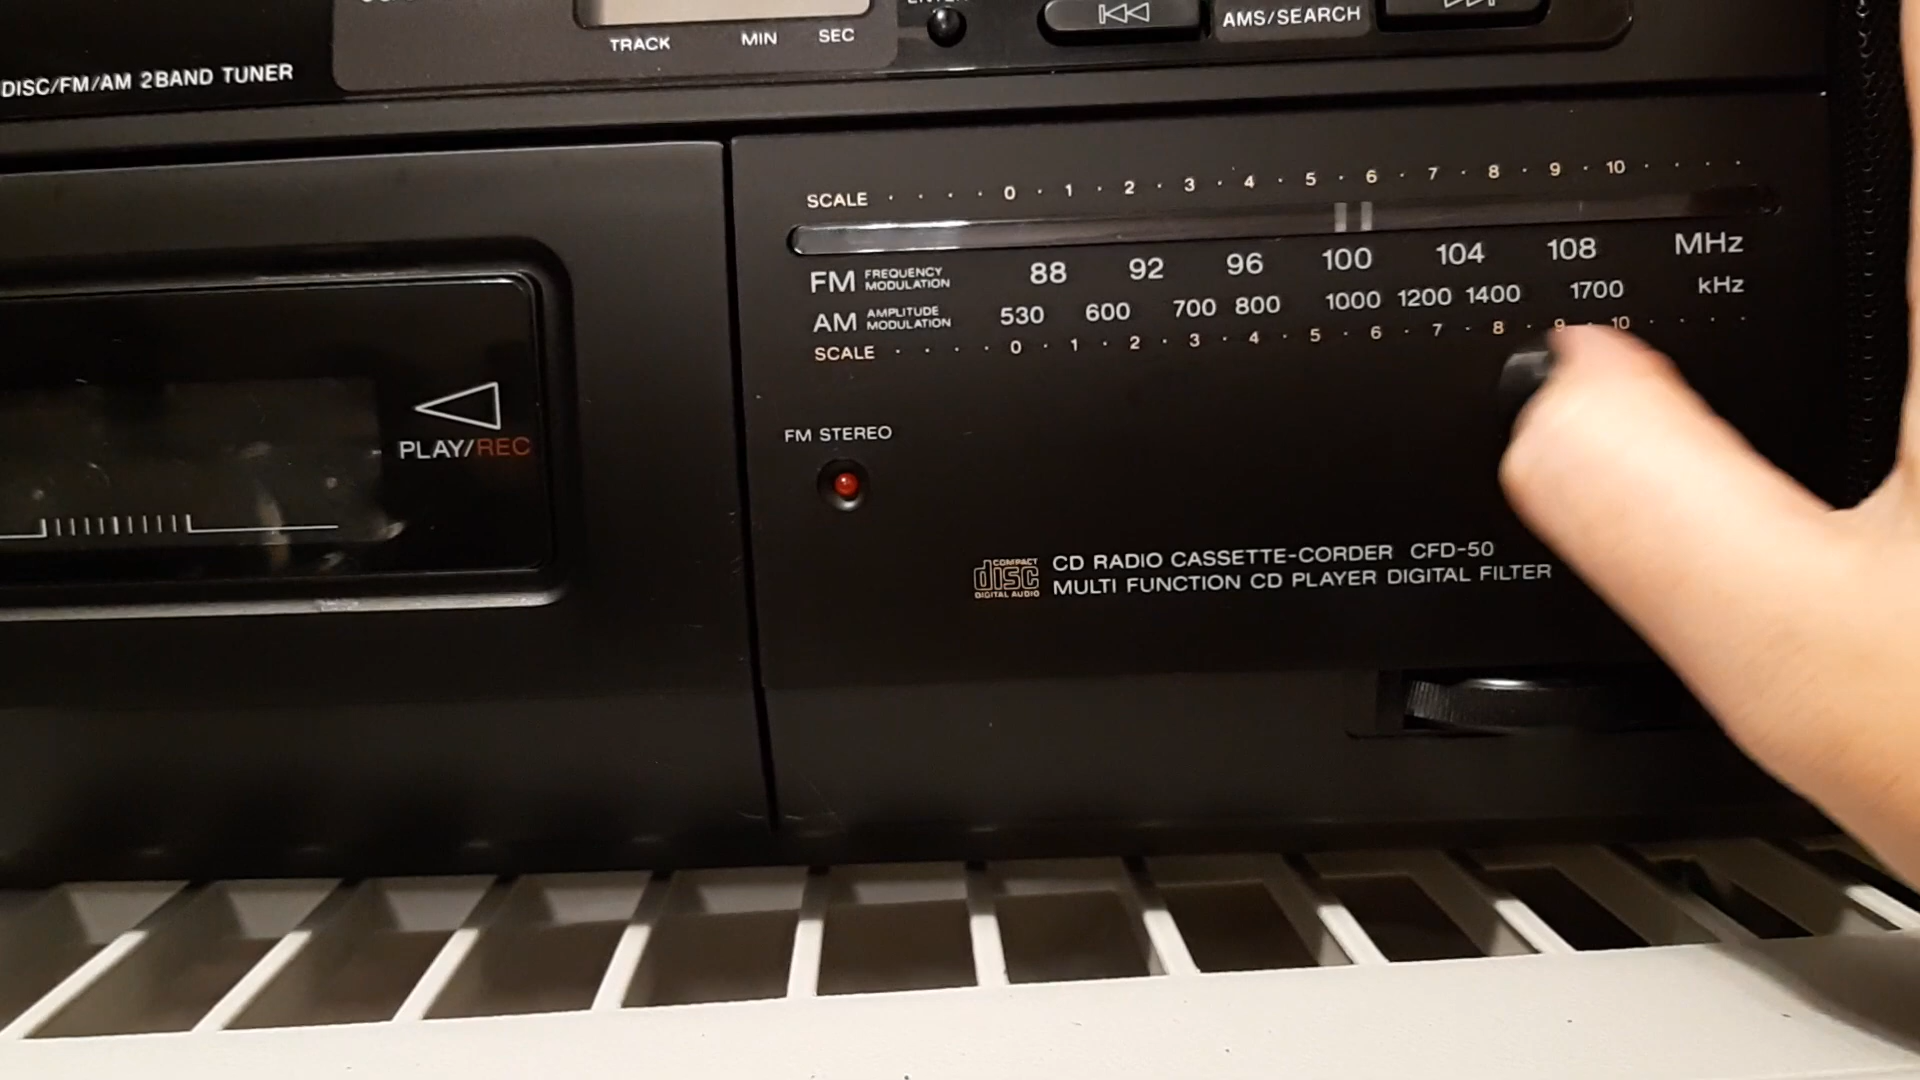 TRACK MIN SEC
AMS/SEARCH
DISC/FM/AM 2BAND TUNER
SCALE 0 1 2 3 4 5 6 7 8 9 10
FM FREQUENCY MODULATION 88 92 96 100 104 108 MHz
AM AMPLITUDE MODULATION 530 600 700 800 1000 1200 1400 1700 kHz
SCALE 0 1 2 3 4 5 6 7 8 9 10
PLAY/REC
FM STEREO
COMPACT disc DIGITAL AUDIO
CD RADIO CASSETTE-CORDER CFD-50
MULTI FUNCTION CD PLAYER DIGITAL FILTER